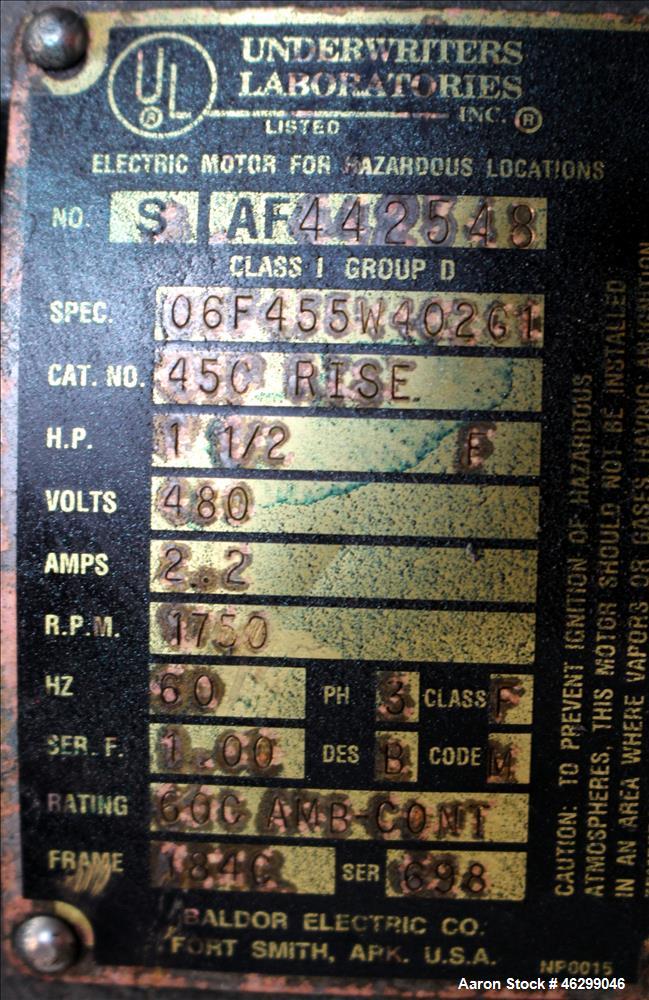 UL
®
UNDERWRITERS
LABORATORIES
INC. ®
LISTED
ELECTRIC MOTOR FOR HAZARDOUS LOCATIONS
NO. S AF442548
CLASS I GROUP D
SPEC. 06F455W402G1
CAT. NO. 45C RISE
H.P. 1 1/2 F
VOLTS 480
AMPS 2.2
R.P.M. 1750
HZ 60 PH 3 CLASS F
SER. F. 1.00 DES B CODE M
RATING 60C AMB-CONT
FRAME 184C SER 698
BALDOR ELECTRIC CO.
FORT SMITH, ARK. U.S.A.
NP0015
CAUTION: TO PREVENT IGNITION OF HAZARDOUS
ATMOSPHERES, THIS MOTOR SHOULD NOT BE INSTALLED
IN AN AREA WHERE VAPORS OR GASES HAVING AN IGNITION
Aaron Stock # 46299046